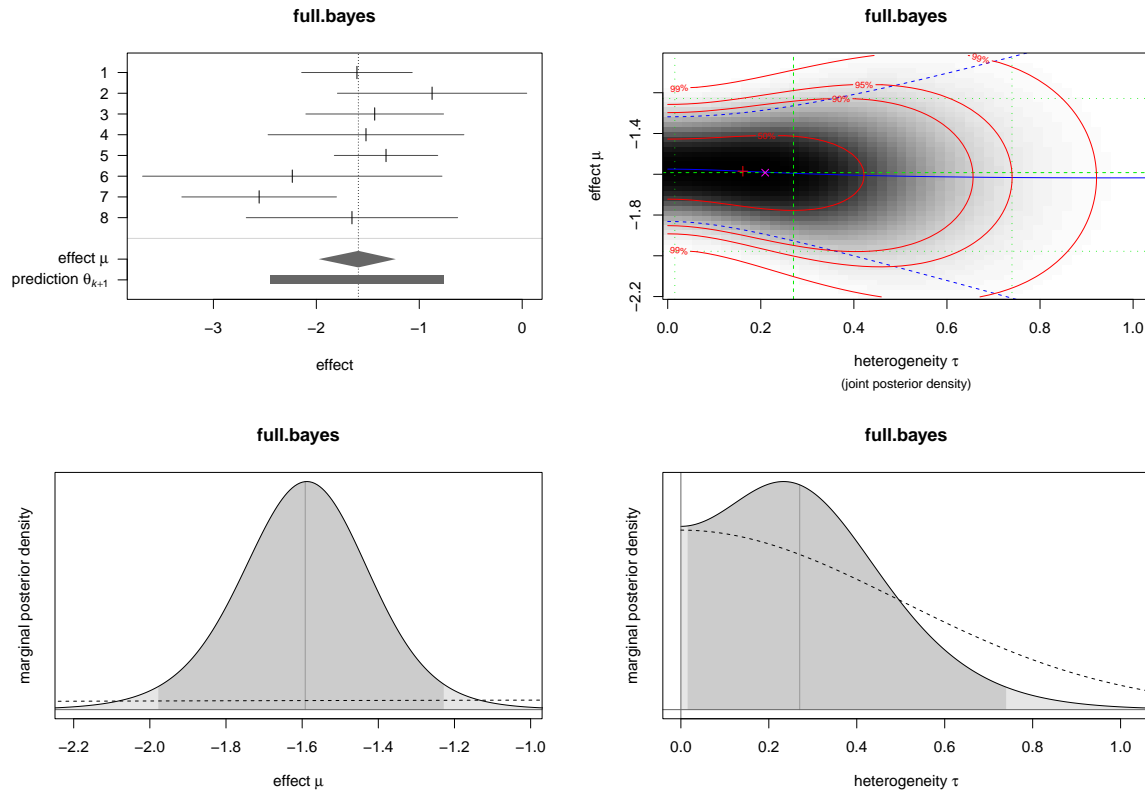 full.bayes
1
2
3
4
5
6
7
8
effect μ
prediction θk+1
−3 −2 −1 0
effect
full.bayes
99%
99%
95%
90%
50%
99%
effect μ
−1.4
−1.8
−2.2
0.0 0.2 0.4 0.6 0.8 1.0
heterogeneity τ
(joint posterior density)
full.bayes
marginal posterior density
−2.2 −2.0 −1.8 −1.6 −1.4 −1.2 −1.0
effect μ
full.bayes
marginal posterior density
0.0 0.2 0.4 0.6 0.8 1.0
heterogeneity τ